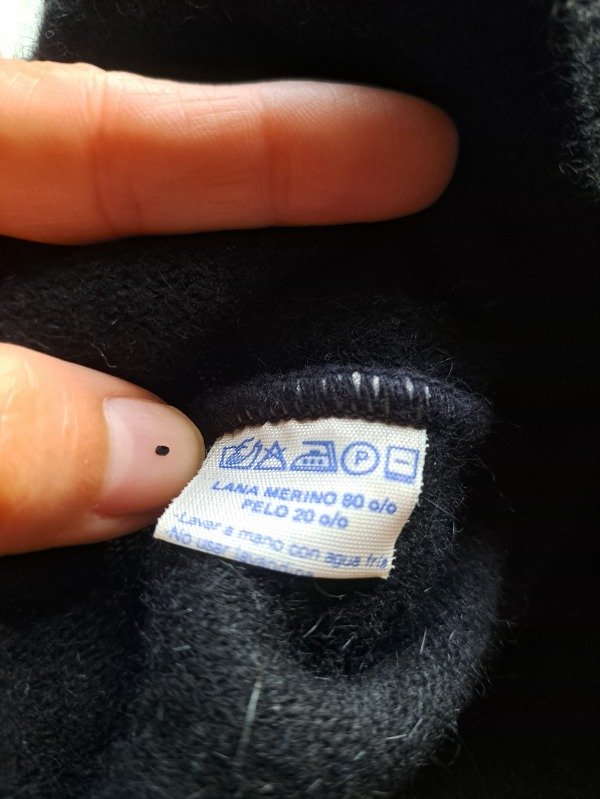 P
LANA MERINO 80 o/o
PELO 20 o/o
Lavar a mano con agua fria
No usar